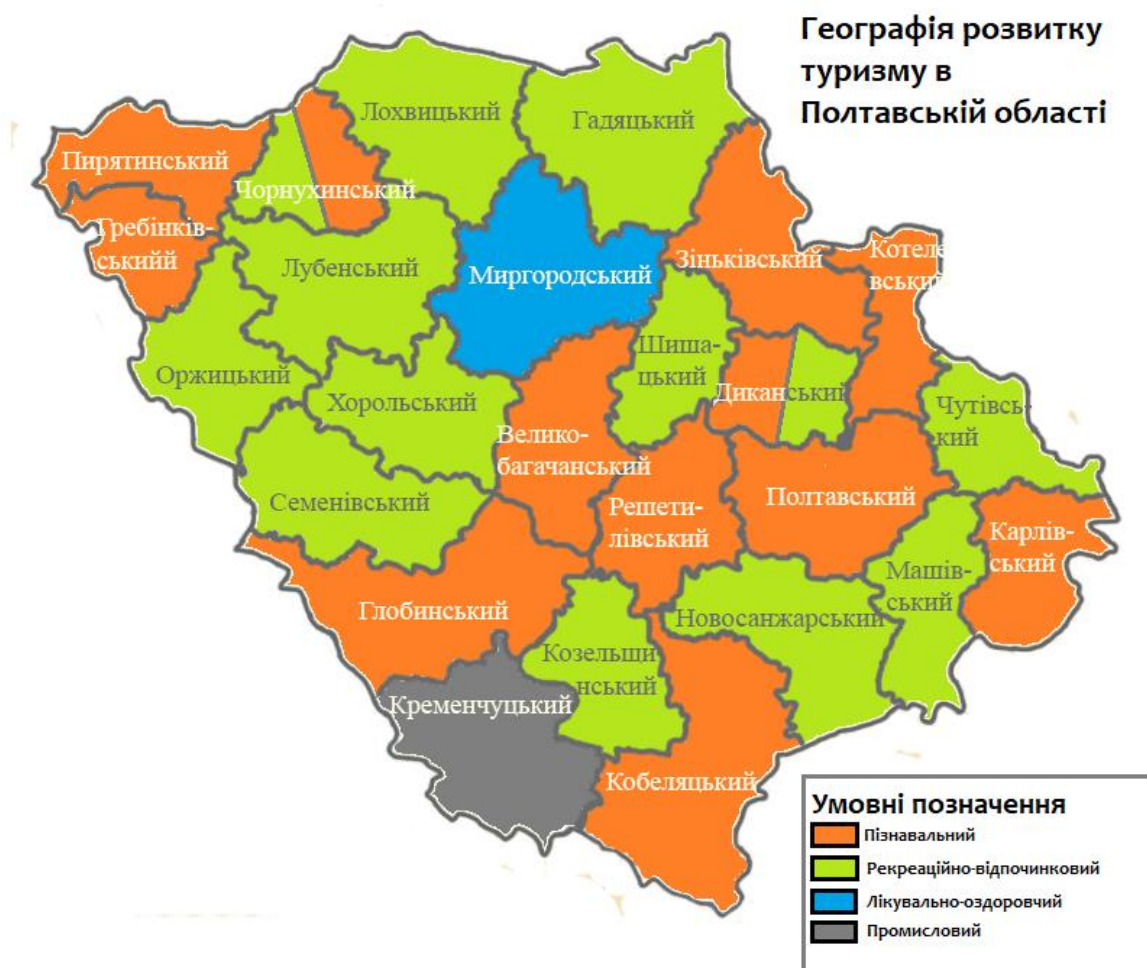 Географія розвитку
туризму в
Полтавській області
Лохвицький
Гадяцький
Пирятинський
Чорнухинський
Гребінків-
ськийй
Лубенський
Миргородський
Зіньківський
Котеле
вський
Оржицький
Хорольський
Шиша-
цький
Диканський
Чутівсь-
кий
Велико-
багачанський
Семенівський
Решети-
лівський
Полтавський
Карлів-
ський
Машів-
ський
Глобинський
Новосанжарський
Козельщи-
нський
Кременчуцький
Кобеляцький
Умовні позначення
Пізнавальний
Рекреаційно-відпочинковий
Лікувально-оздоровчий
Промисловий